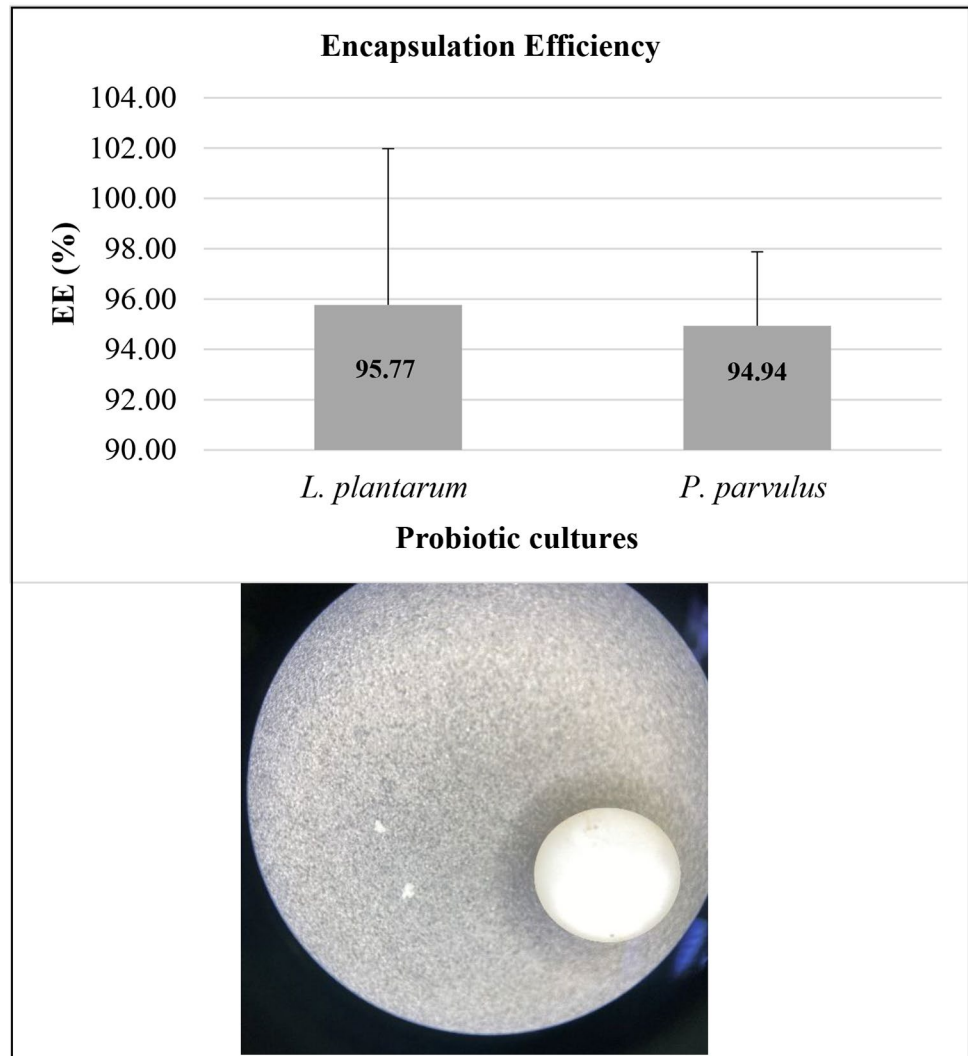 Encapsulation Efficiency
104.00
102.00
100.00
98.00
96.00
94.00
92.00
90.00
EE (%)
95.77
94.94
L. plantarum
P. parvulus
Probiotic cultures